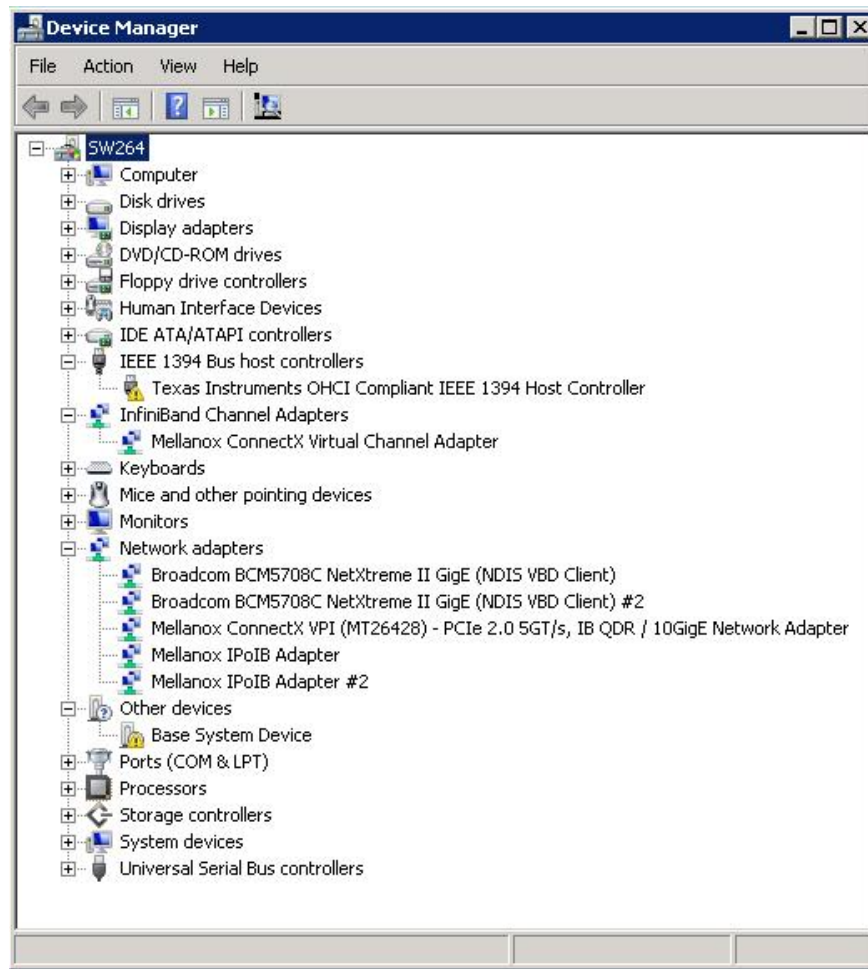 Device Manager
File Action View Help
SW264
Computer
Disk drives
Display adapters
DVD/CD-ROM drives
Floppy drive controllers
Human Interface Devices
IDE ATA/ATAPI controllers
IEEE 1394 Bus host controllers
Texas Instruments OHCI Compliant IEEE 1394 Host Controller
InfiniBand Channel Adapters
Mellanox ConnectX Virtual Channel Adapter
Keyboards
Mice and other pointing devices
Monitors
Network adapters
Broadcom BCM5708C NetXtreme II GigE (NDIS VBD Client)
Broadcom BCM5708C NetXtreme II GigE (NDIS VBD Client) #2
Mellanox ConnectX VPI (MT26428) - PCIe 2.0 5GT/s, IB QDR / 10GigE Network Adapter
Mellanox IPoIB Adapter
Mellanox IPoIB Adapter #2
Other devices
Base System Device
Ports (COM & LPT)
Processors
Storage controllers
System devices
Universal Serial Bus controllers